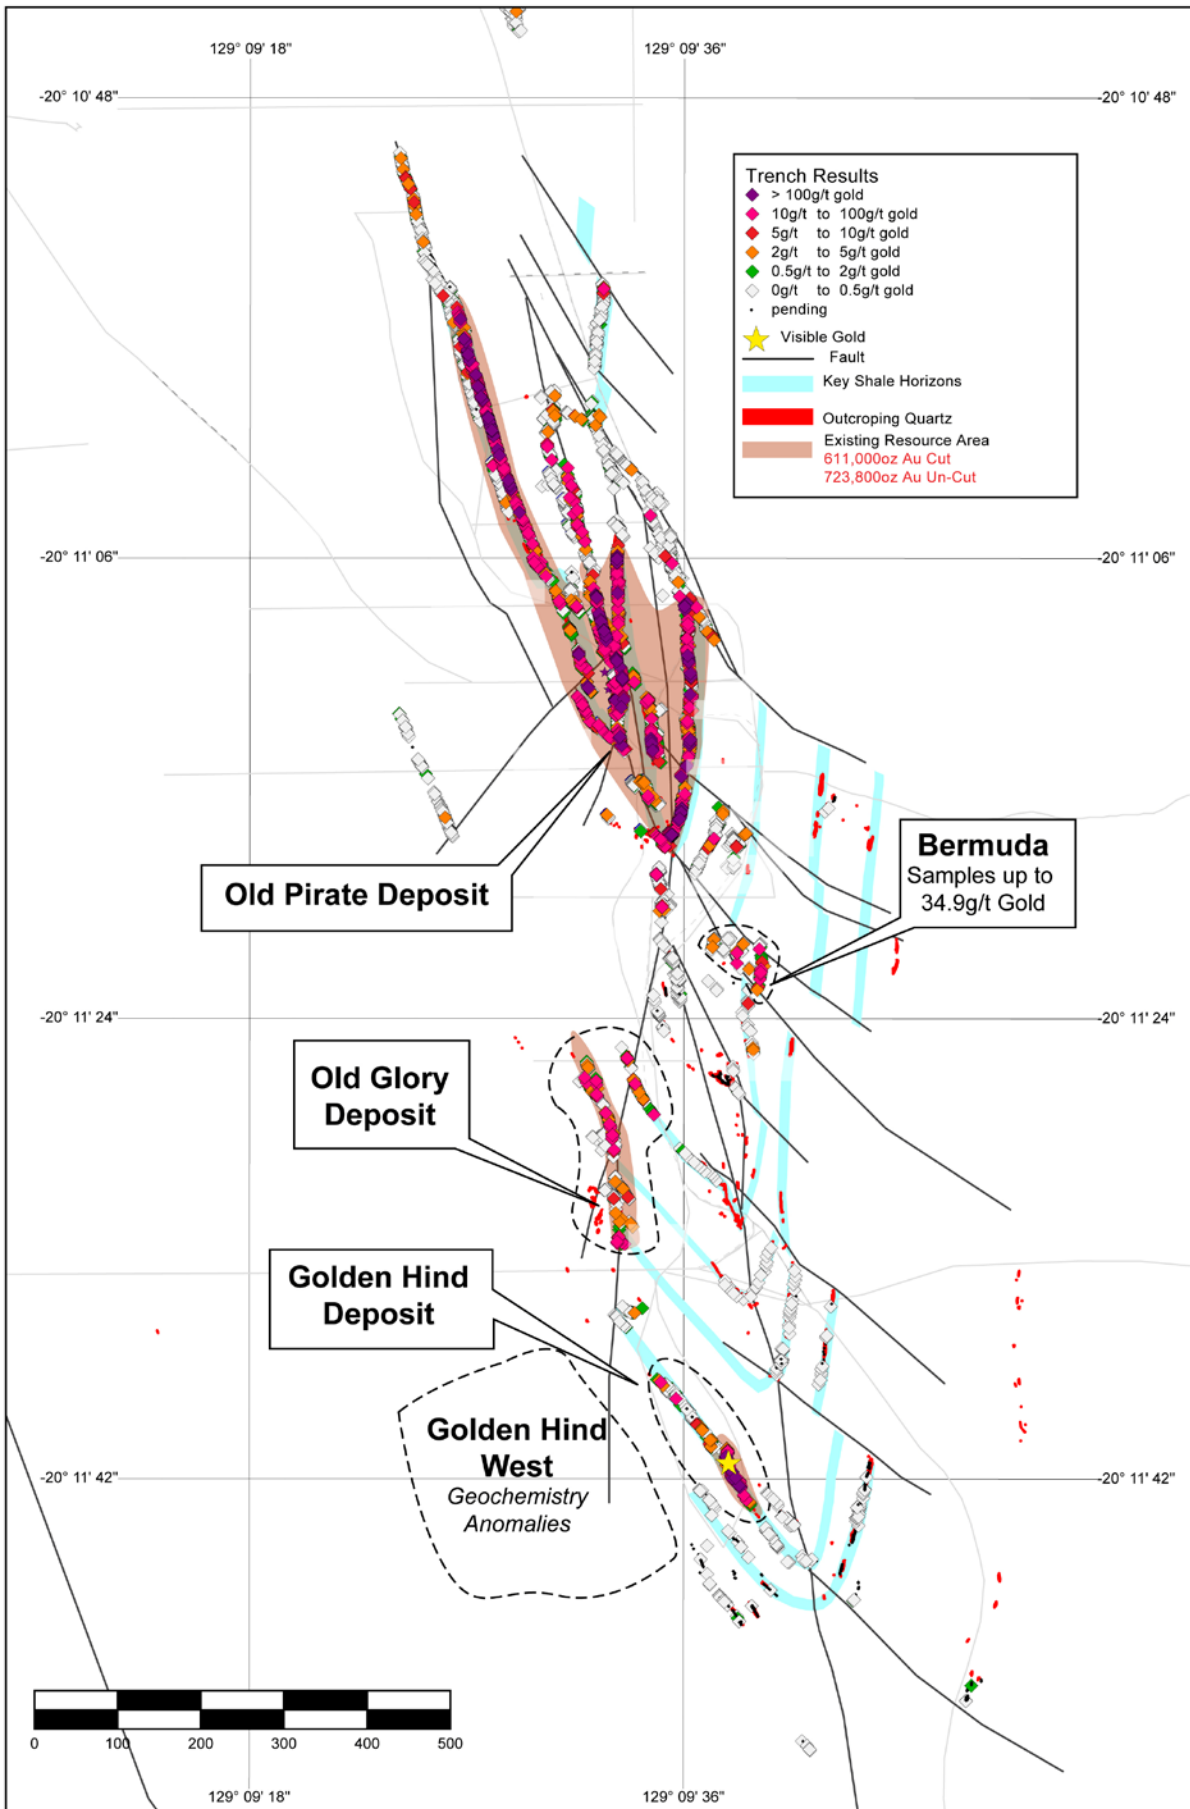 129° 09' 18"
129° 09' 36"
-20° 10' 48"
-20° 10' 48"
Trench Results
> 100g/t gold
10g/t to 100g/t gold
5g/t to 10g/t gold
2g/t to 5g/t gold
0.5g/t to 2g/t gold
0g/t to 0.5g/t gold
pending
Visible Gold
Fault
Key Shale Horizons
Outcroping Quartz
Existing Resource Area
611,000oz Au Cut
723,800oz Au Un-Cut
-20° 11' 06"
-20° 11' 06"
Bermuda
Samples up to
34.9g/t Gold
Old Pirate Deposit
-20° 11' 24"
-20° 11' 24"
Old Glory
Deposit
Golden Hind
Deposit
Golden Hind
West
Geochemistry
Anomalies
-20° 11' 42"
-20° 11' 42"
0 100 200 300 400 500
129° 09' 18"
129° 09' 36"